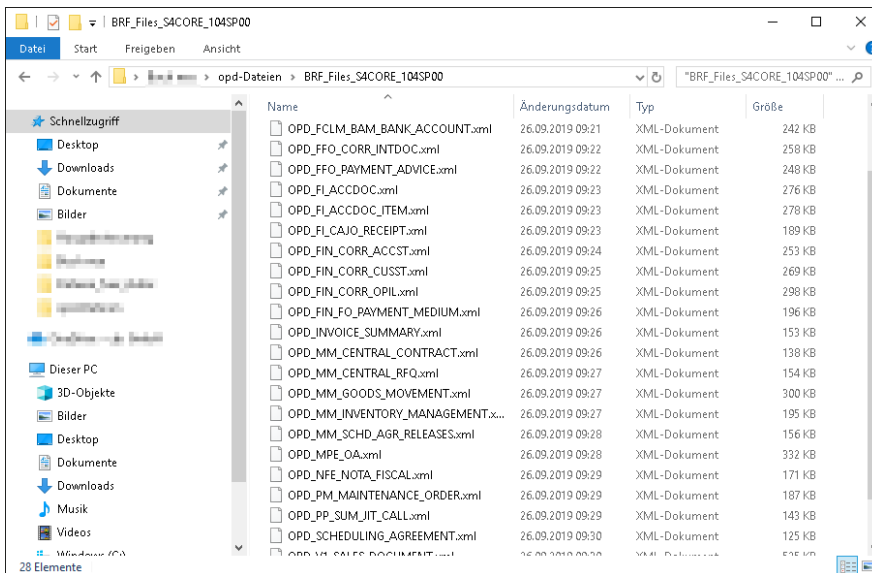 BRF_Files_S4CORE_104SP00
Datei Start Freigeben Ansicht
opd-Dateien > BRF_Files_S4CORE_104SP00 "BRF_Files_S4CORE_104SP00" ...
Schnellzugriff
Desktop
Downloads
Dokumente
Bilder
Dieser PC
3D-Objekte
Bilder
Desktop
Dokumente
Downloads
Musik
Videos
Windows (C:)
Name Änderungsdatum Typ Größe
OPD_FCLM_BAM_BANK_ACCOUNT.xml 26.09.2019 09:21 XML-Dokument 242 KB
OPD_FFO_CORR_INTDOC.xml 26.09.2019 09:22 XML-Dokument 258 KB
OPD_FFO_PAYMENT_ADVICE.xml 26.09.2019 09:22 XML-Dokument 248 KB
OPD_FI_ACCDOC.xml 26.09.2019 09:23 XML-Dokument 276 KB
OPD_FI_ACCDOC_ITEM.xml 26.09.2019 09:23 XML-Dokument 278 KB
OPD_FI_CAJO_RECEIPT.xml 26.09.2019 09:23 XML-Dokument 189 KB
OPD_FIN_CORR_ACCST.xml 26.09.2019 09:24 XML-Dokument 253 KB
OPD_FIN_CORR_CUSST.xml 26.09.2019 09:25 XML-Dokument 269 KB
OPD_FIN_CORR_OPIL.xml 26.09.2019 09:25 XML-Dokument 298 KB
OPD_FIN_FO_PAYMENT_MEDIUM.xml 26.09.2019 09:26 XML-Dokument 196 KB
OPD_INVOICE_SUMMARY.xml 26.09.2019 09:26 XML-Dokument 153 KB
OPD_MM_CENTRAL_CONTRACT.xml 26.09.2019 09:26 XML-Dokument 138 KB
OPD_MM_CENTRAL_RFQ.xml 26.09.2019 09:27 XML-Dokument 154 KB
OPD_MM_GOODS_MOVEMENT.xml 26.09.2019 09:27 XML-Dokument 300 KB
OPD_MM_INVENTORY_MANAGEMENT.x... 26.09.2019 09:27 XML-Dokument 195 KB
OPD_MM_SCHD_AGR_RELEASES.xml 26.09.2019 09:28 XML-Dokument 156 KB
OPD_MPE_OA.xml 26.09.2019 09:28 XML-Dokument 332 KB
OPD_NFE_NOTA_FISCAL.xml 26.09.2019 09:29 XML-Dokument 171 KB
OPD_PM_MAINTENANCE_ORDER.xml 26.09.2019 09:29 XML-Dokument 187 KB
OPD_PP_SUM_JIT_CALL.xml 26.09.2019 09:29 XML-Dokument 143 KB
OPD_SCHEDULING_AGREEMENT.xml 26.09.2019 09:30 XML-Dokument 125 KB
OPD_V1_SALES_DOCUMENT.xml 26.09.2019 09:30 XML-Dokument 525 KB
28 Elemente